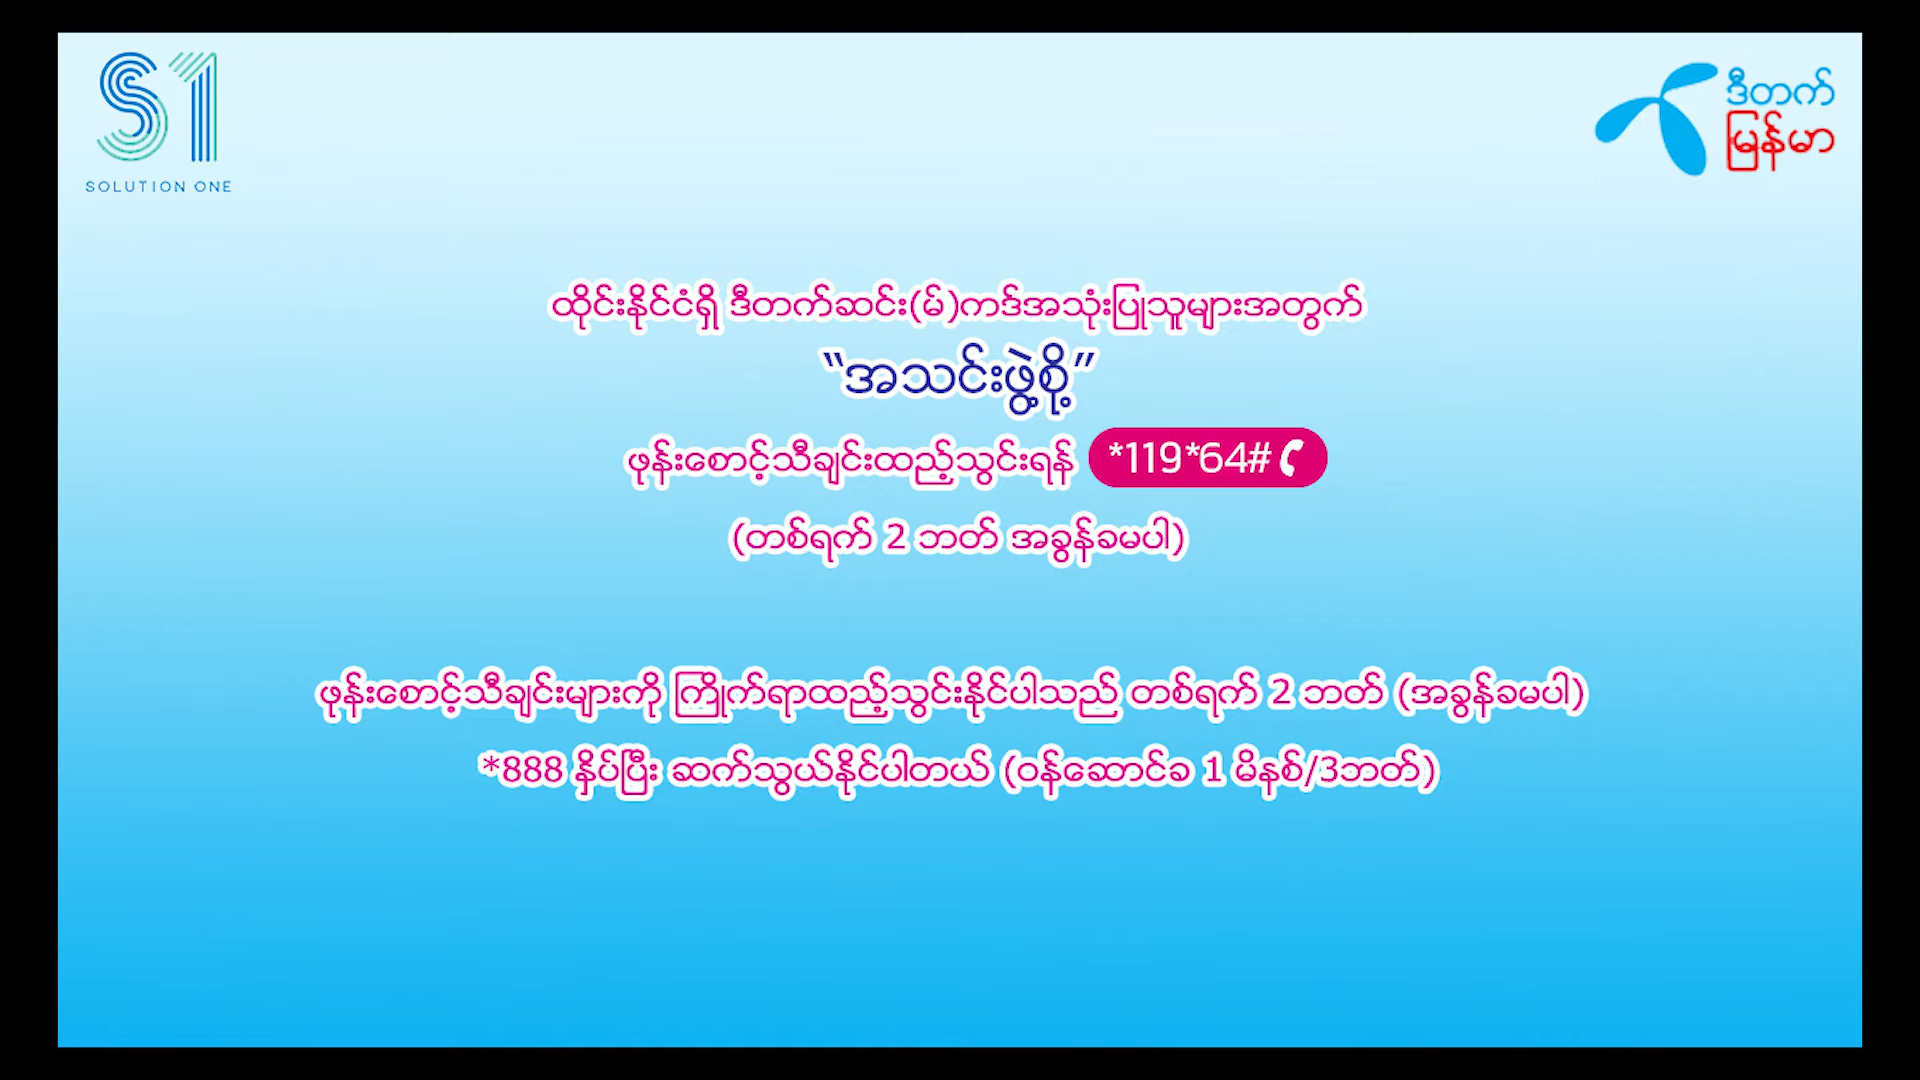 S1
SOLUTION ONE
ဒီတက်
မြန်မာ
ထိုင်းနိုင်ငံရှိ ဒီတက်ဆင်း(မ်)ကဒ်အသုံးပြုသူများအတွက်
“အသင်းဖွဲ့စို့”
ဖုန်းစောင့်သီချင်းထည့်သွင်းရန် *119*64#
(တစ်ရက် 2 ဘတ် အခွန်ခမပါ)
ဖုန်းစောင့်သီချင်းများကို ကြိုက်ရာထည့်သွင်းနိုင်ပါသည် တစ်ရက် 2 ဘတ် (အခွန်ခမပါ)
*888 နှိပ်ပြီး ဆက်သွယ်နိုင်ပါတယ် (ဝန်ဆောင်ခ 1 မိနစ်/3ဘတ်)